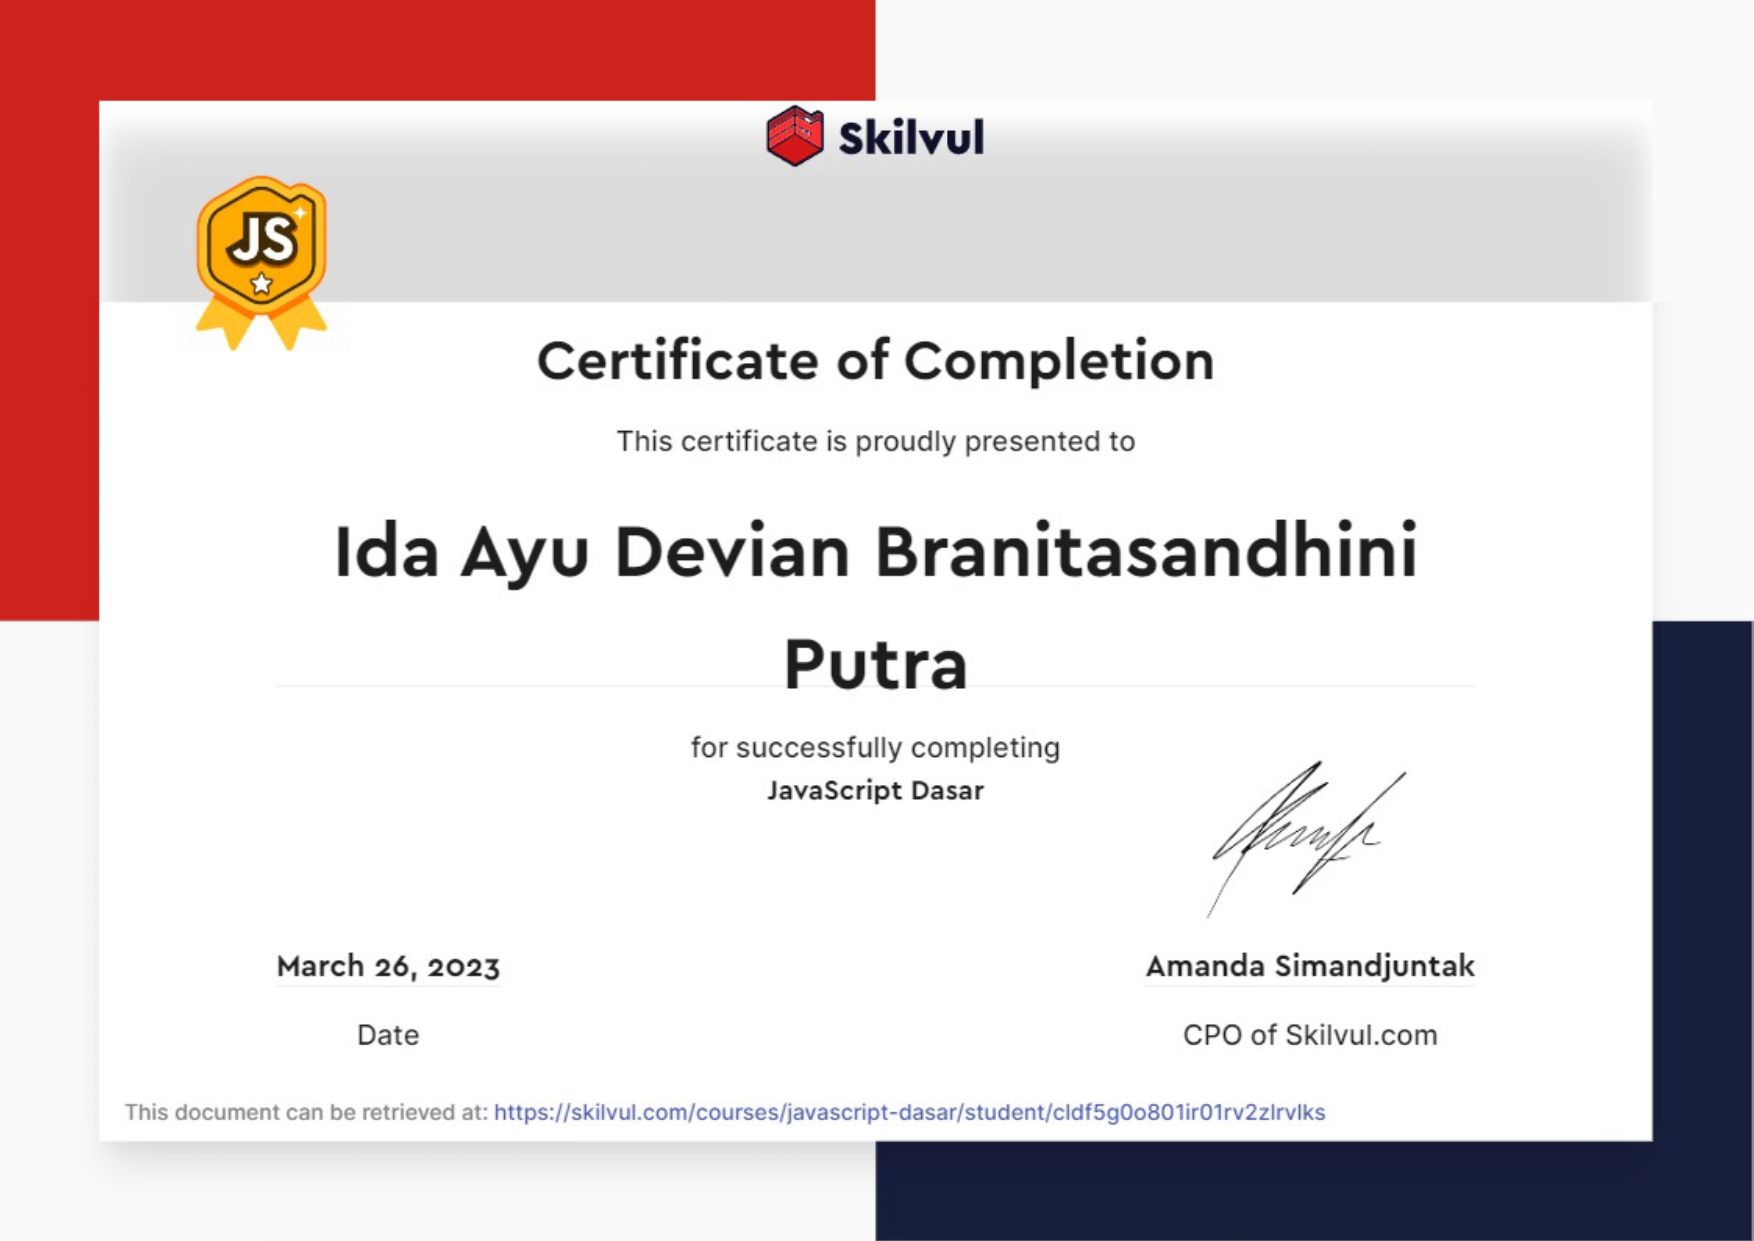 Skilvul
JS
Certificate of Completion
This certificate is proudly presented to
Ida Ayu Devian Branitasandhini
Putra
for successfully completing
JavaScript Dasar
March 26, 2023
Date
Amanda Simandjuntak
CPO of Skilvul.com
This document can be retrieved at: https://skilvul.com/courses/javascript-dasar/student/cldf5g0o801ir01rv2zlrvlks